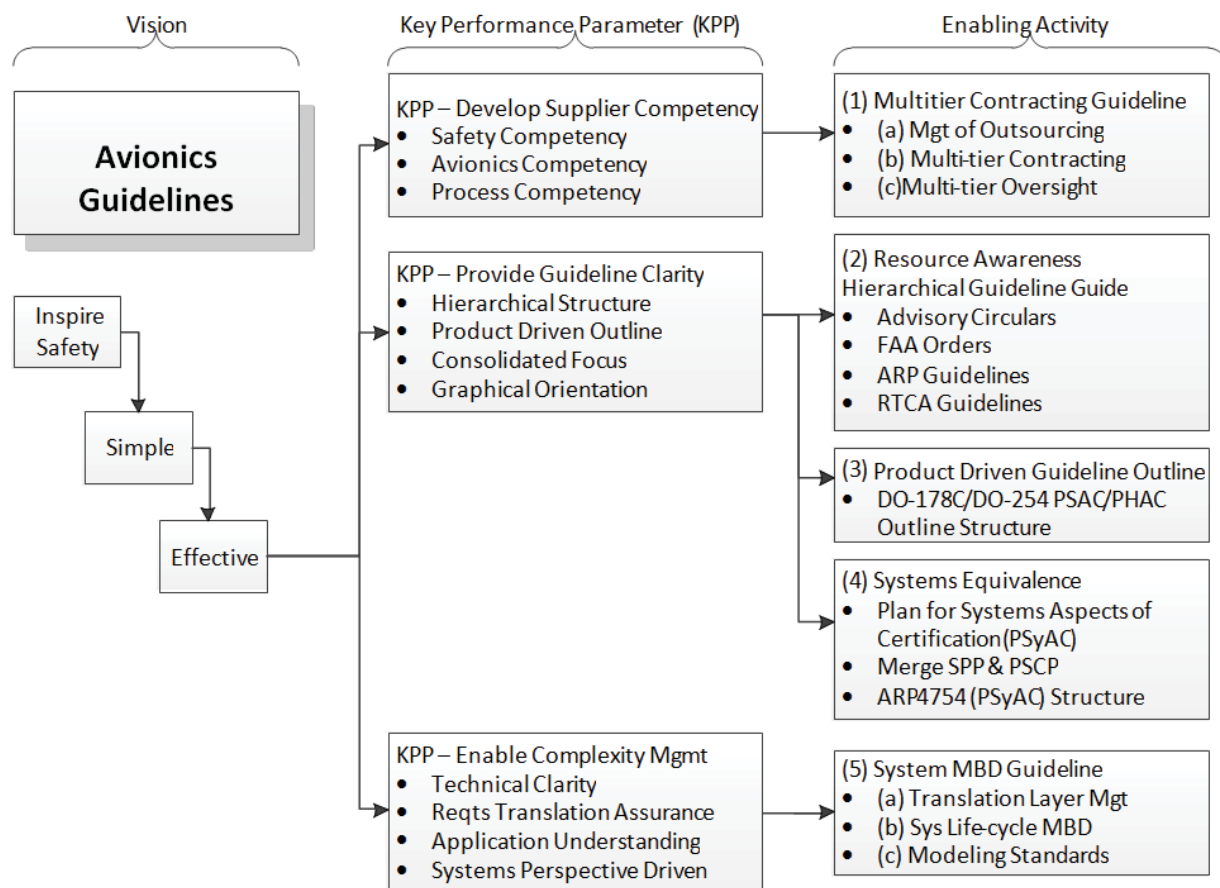 Vision
Key Performance Parameter (KPP)
Enabling Activity
Avionics
Guidelines
Inspire
Safety
Simple
Effective
KPP – Develop Supplier Competency
• Safety Competency
• Avionics Competency
• Process Competency
KPP – Provide Guideline Clarity
• Hierarchical Structure
• Product Driven Outline
• Consolidated Focus
• Graphical Orientation
KPP – Enable Complexity Mgmt
• Technical Clarity
• Reqts Translation Assurance
• Application Understanding
• Systems Perspective Driven
(1) Multitier Contracting Guideline
• (a) Mgt of Outsourcing
• (b) Multi-tier Contracting
• (c)Multi-tier Oversight
(2) Resource Awareness
Hierarchical Guideline Guide
• Advisory Circulars
• FAA Orders
• ARP Guidelines
• RTCA Guidelines
(3) Product Driven Guideline Outline
• DO-178C/DO-254 PSAC/PHAC
Outline Structure
(4) Systems Equivalence
• Plan for Systems Aspects of
Certification(PSyAC)
• Merge SPP & PSCP
• ARP4754 (PSyAC) Structure
(5) System MBD Guideline
• (a) Translation Layer Mgt
• (b) Sys Life-cycle MBD
• (c) Modeling Standards